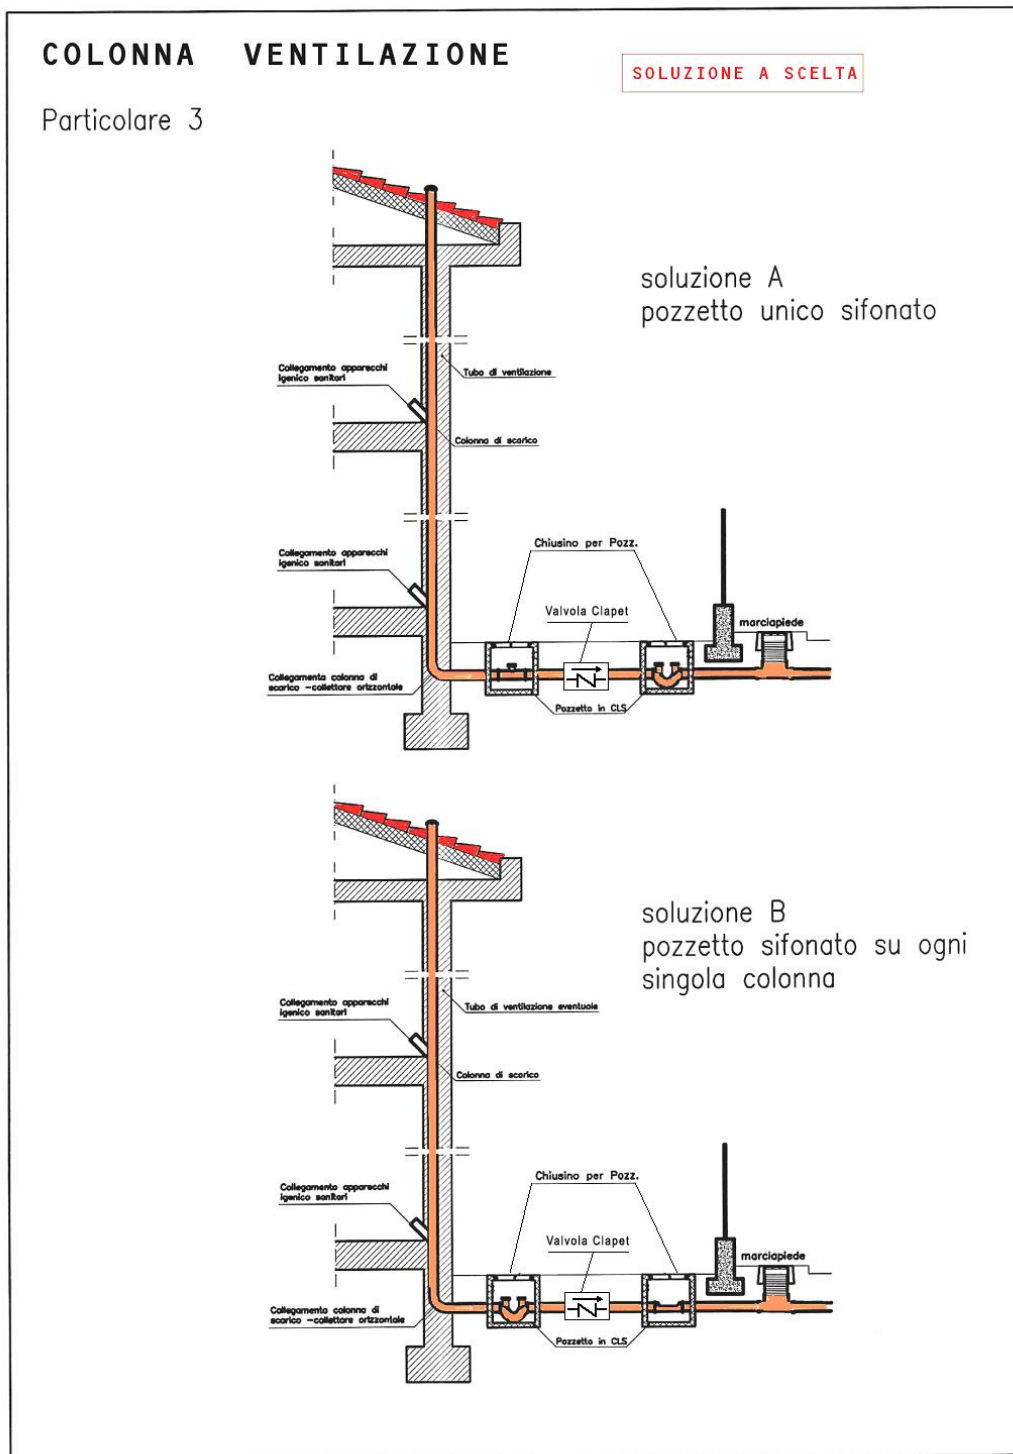 COLONNA VENTILAZIONE
SOLUZIONE A SCELTA
Particolare 3
soluzione A
pozzetto unico sifonato
Collegamento apparecchi
igenico sanitari
Tubo di ventilazione
Colonna di scarico
Collegamento apparecchi
igenico sanitari
Chiusino per Pozz.
Valvola Clapet
marciapiede
Collegamento colonna di
scarico -collettore orizzontale
Pozzetto in CLS
soluzione B
pozzetto sifonato su ogni
singola colonna
Collegamento apparecchi
igenico sanitari
Tubo di ventilazione eventuale
Colonna di scarico
Collegamento apparecchi
igenico sanitari
Chiusino per Pozz.
Valvola Clapet
marciapiede
Collegamento colonna di
scarico -collettore orizzontale
Pozzetto in CLS